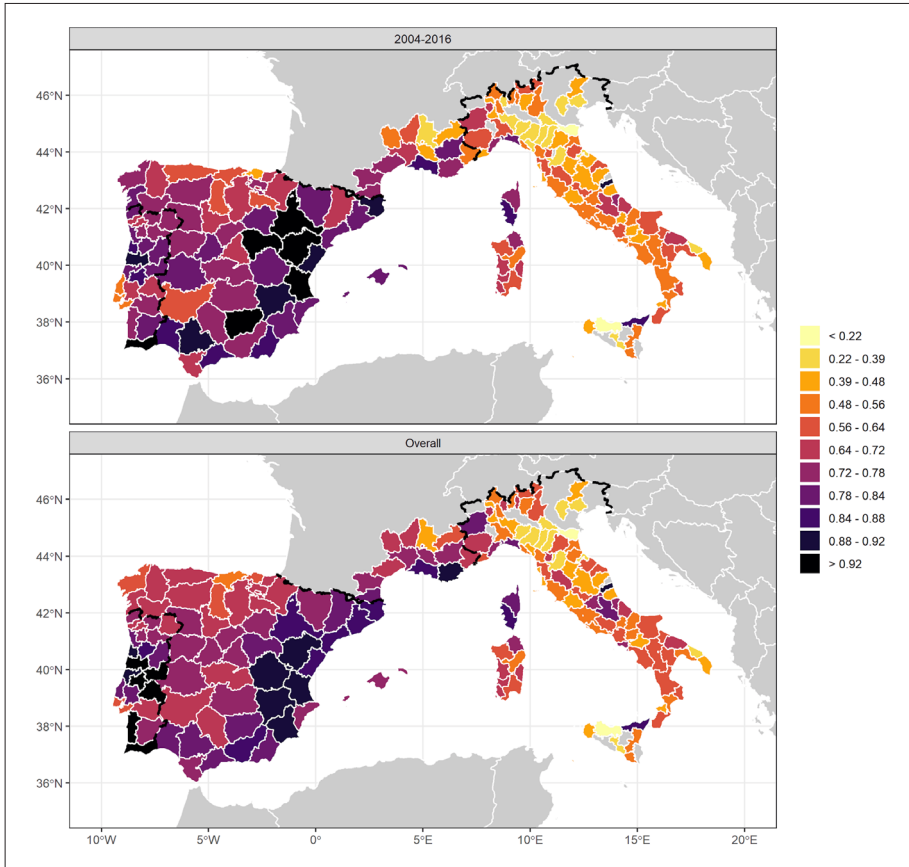 2004-2016
46°N
44°N
42°N
40°N
38°N
36°N
Overall
46°N
44°N
42°N
40°N
38°N
36°N
10°W 5°W 0° 5°E 10°E 15°E 20°E
< 0.22
0.22 - 0.39
0.39 - 0.48
0.48 - 0.56
0.56 - 0.64
0.64 - 0.72
0.72 - 0.78
0.78 - 0.84
0.84 - 0.88
0.88 - 0.92
> 0.92